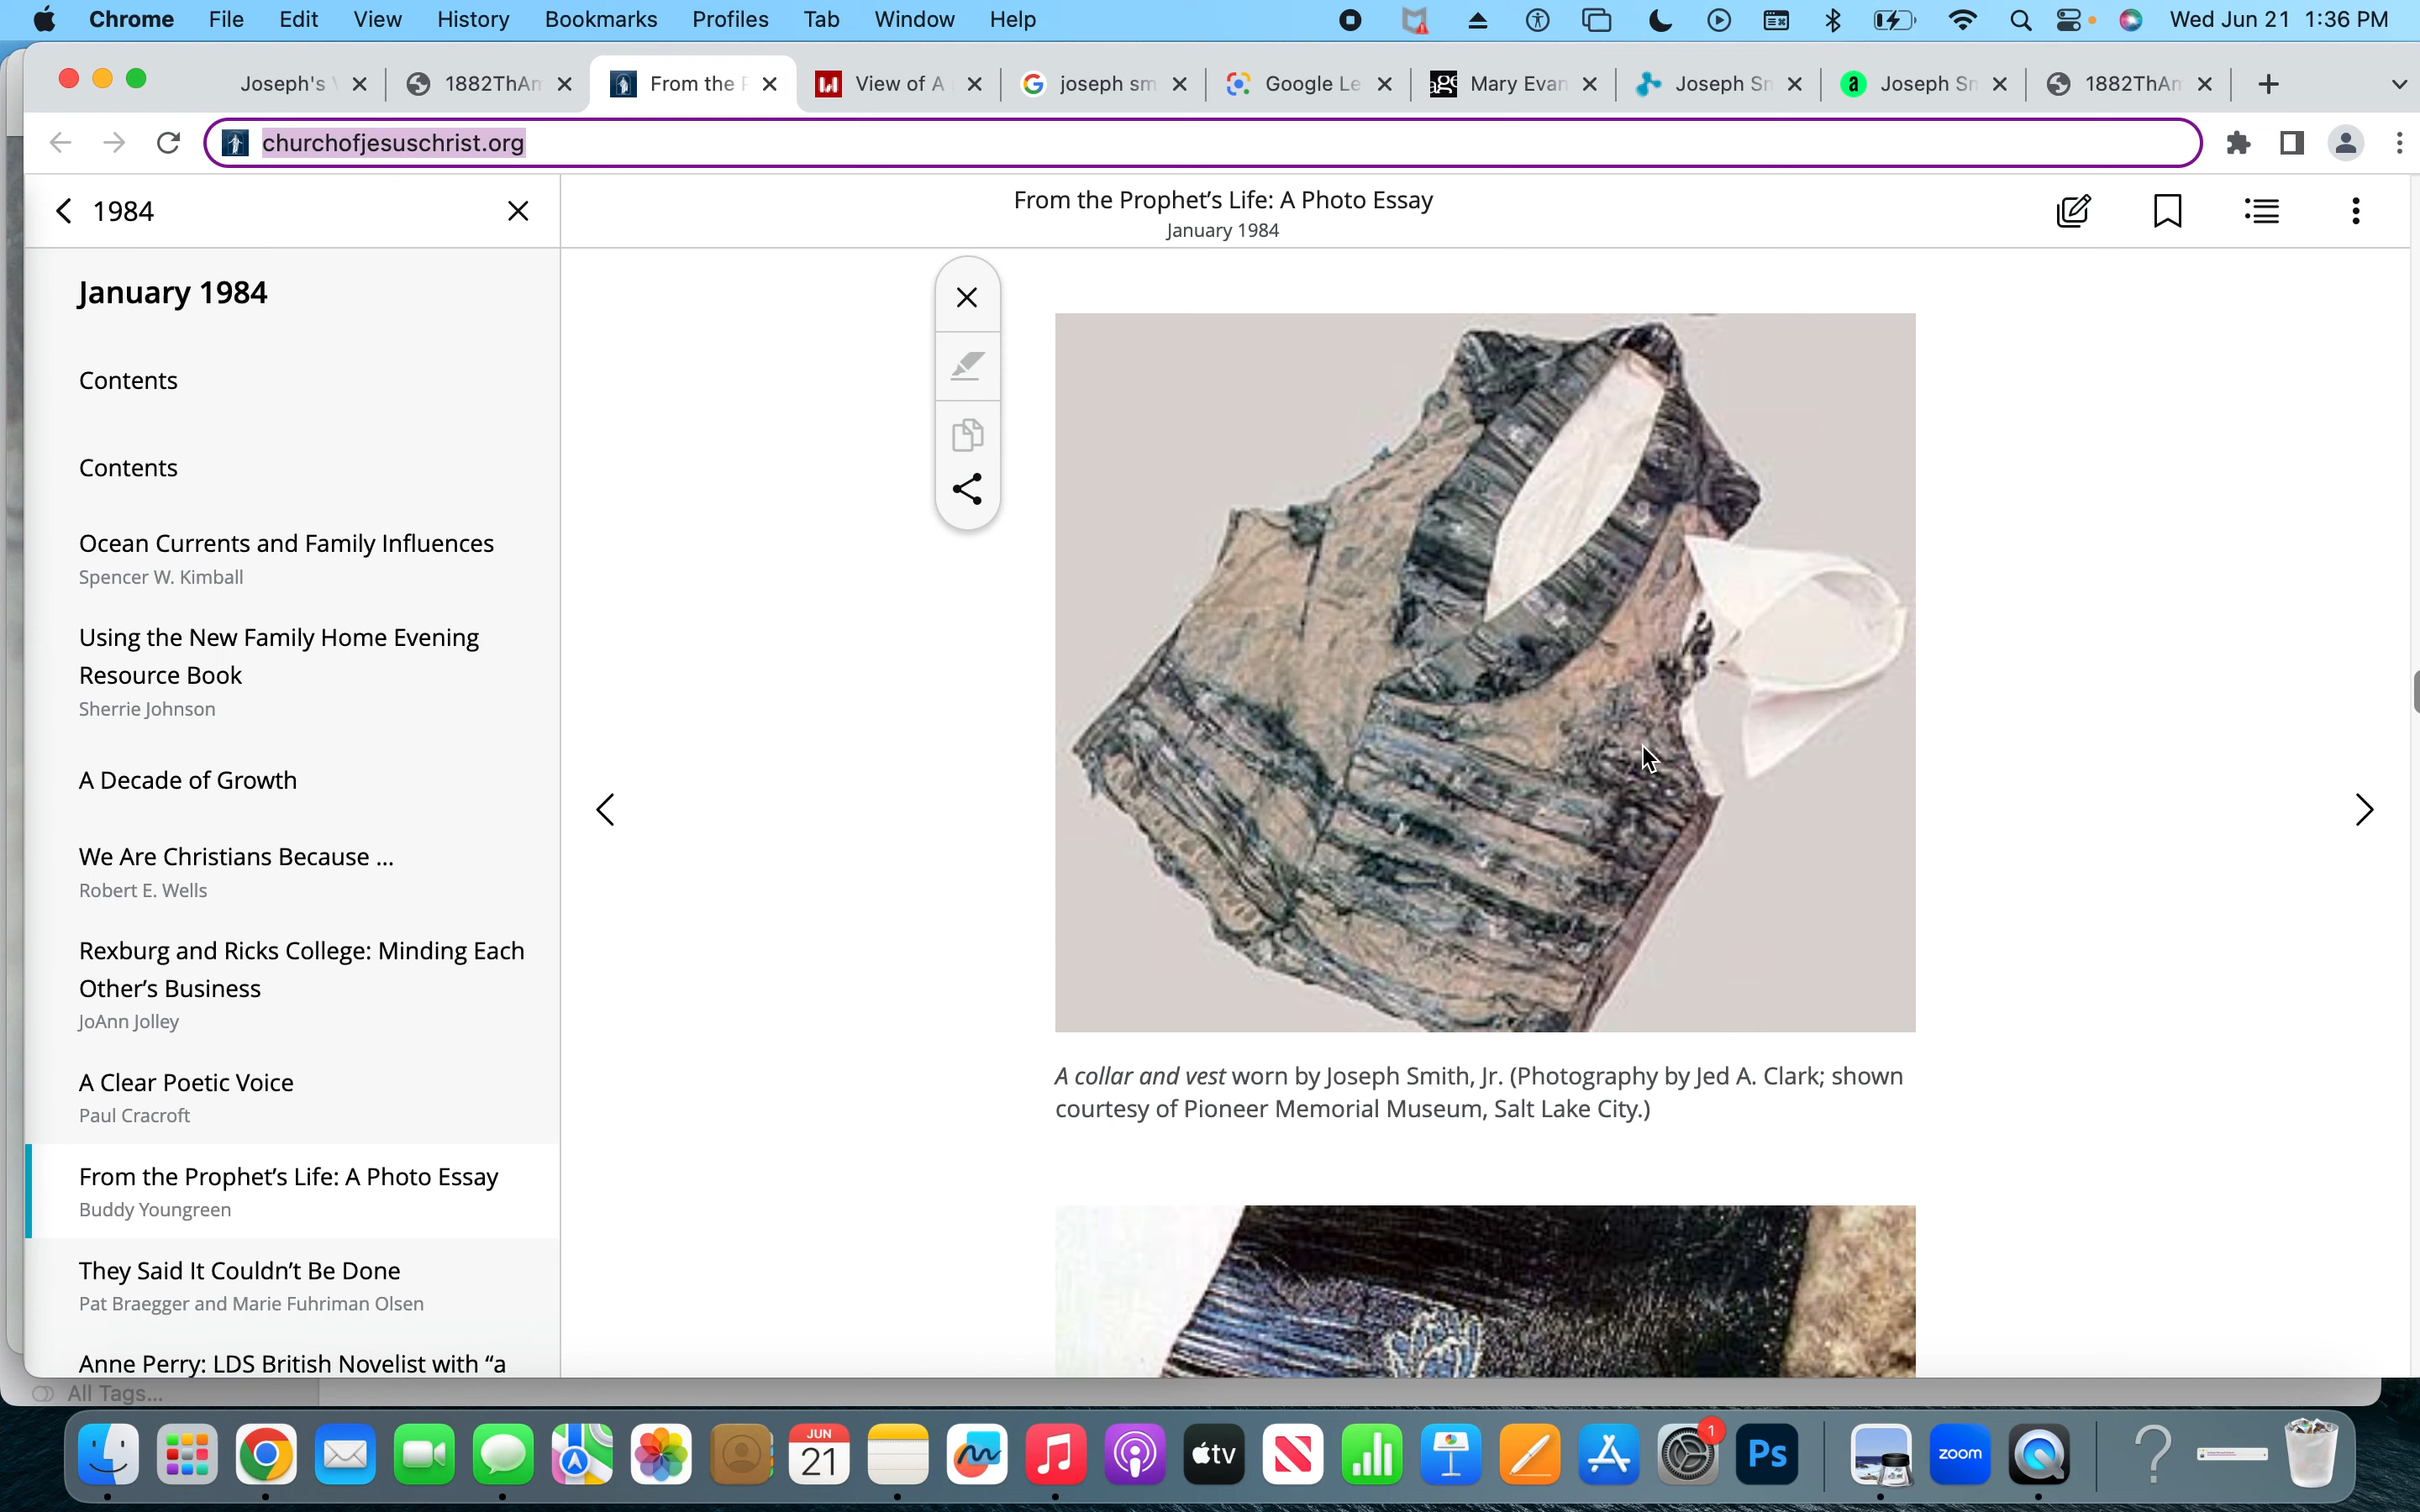 Chrome File Edit View History Bookmarks Profiles Tab Window Help Wed Jun 21 1:36 PM
Joseph's 1882ThAm From the View of A joseph sm Google Le age Mary Evan Joseph Sm a Joseph Sm 1882ThAm
churchofjesuschrist.org
1984
From the Prophet's Life: A Photo Essay
January 1984
January 1984
Contents
Contents
Ocean Currents and Family Influences
Spencer W. Kimball
Using the New Family Home Evening
Resource Book
Sherrie Johnson
A Decade of Growth
We Are Christians Because ...
Robert E. Wells
Rexburg and Ricks College: Minding Each
Other's Business
JoAnn Jolley
A Clear Poetic Voice
Paul Cracroft
From the Prophet's Life: A Photo Essay
Buddy Youngreen
They Said It Couldn't Be Done
Pat Braegger and Marie Fuhriman Olsen
Anne Perry: LDS British Novelist with “a
A collar and vest worn by Joseph Smith, Jr. (Photography by Jed A. Clark; shown
courtesy of Pioneer Memorial Museum, Salt Lake City.)
All Tags...
JUN
21
tv
1
Ps
zoom